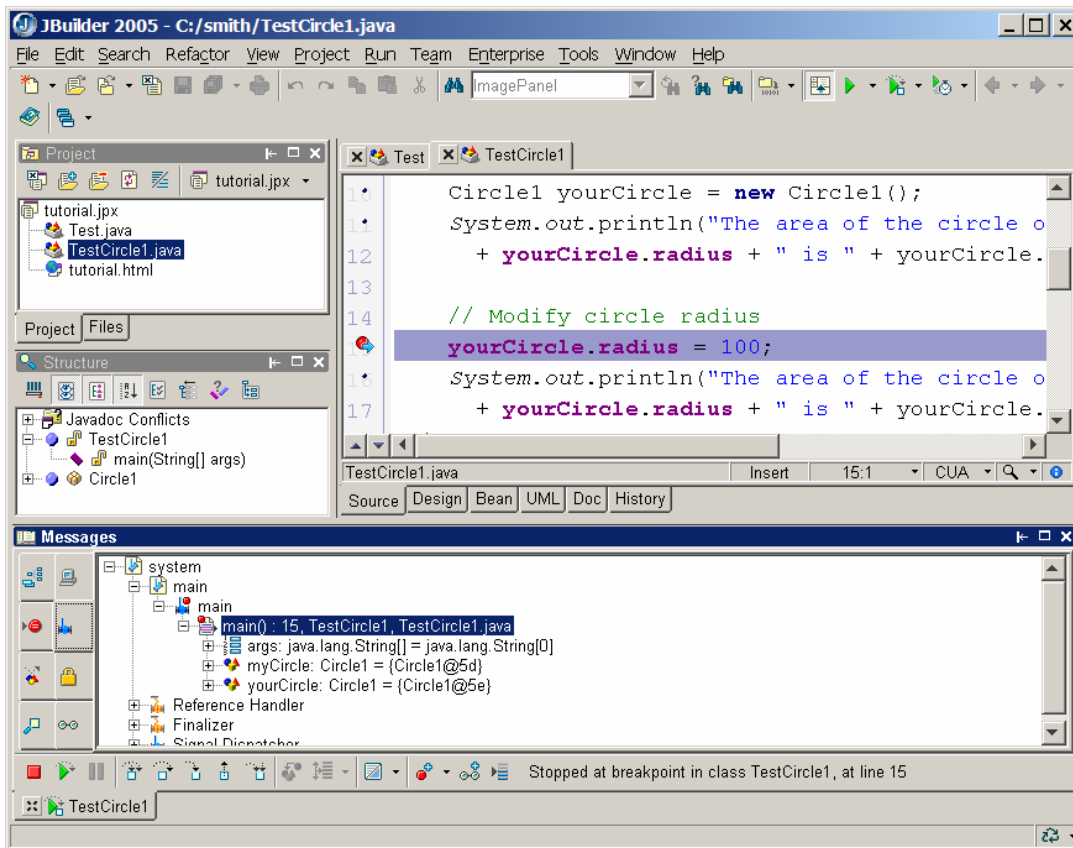 JBuilder 2005 - C:/smith/TestCircle1.java
File Edit Search Refactor View Project Run Team Enterprise Tools Window Help
ImagePanel
Project
tutorial.jpx
tutorial.jpx
Test.java
TestCircle1.java
tutorial.html
Project Files
Structure
Javadoc Conflicts
TestCircle1
main(String[] args)
Circle1
Test TestCircle1
10 Circle1 yourCircle = new Circle1();
11 System.out.println("The area of the circle o
12 + yourCircle.radius + " is " + yourCircle.
13
14 // Modify circle radius
yourCircle.radius = 100;
16 System.out.println("The area of the circle o
17 + yourCircle.radius + " is " + yourCircle.
TestCircle1.java Insert 15:1 CUA
Source Design Bean UML Doc History
Messages
system
main
main
main() : 15, TestCircle1, TestCircle1.java
args: java.lang.String[] = java.lang.String[0]
myCircle: Circle1 = {Circle1@5d}
yourCircle: Circle1 = {Circle1@5e}
Reference Handler
Finalizer
Signal Dispatcher
Stopped at breakpoint in class TestCircle1, at line 15
TestCircle1